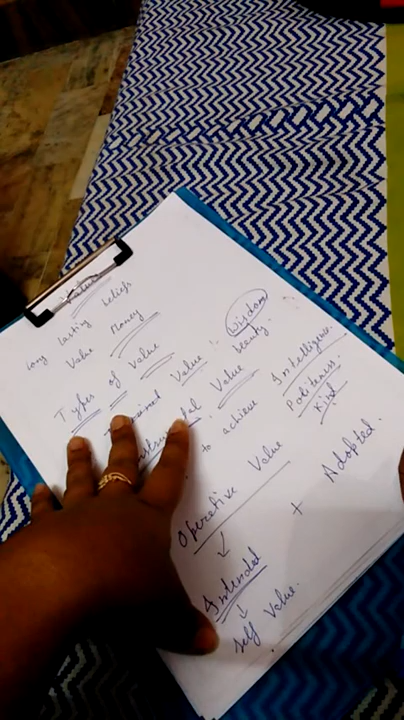 Value
long lasting beliefs
Value Money
Types of Value
Value : Wisdom
beauty.
Value Intelligence.
to achieve Politeness.
Kind
Operative Value
↓
Intended + Adopted.
↓
Self Value.